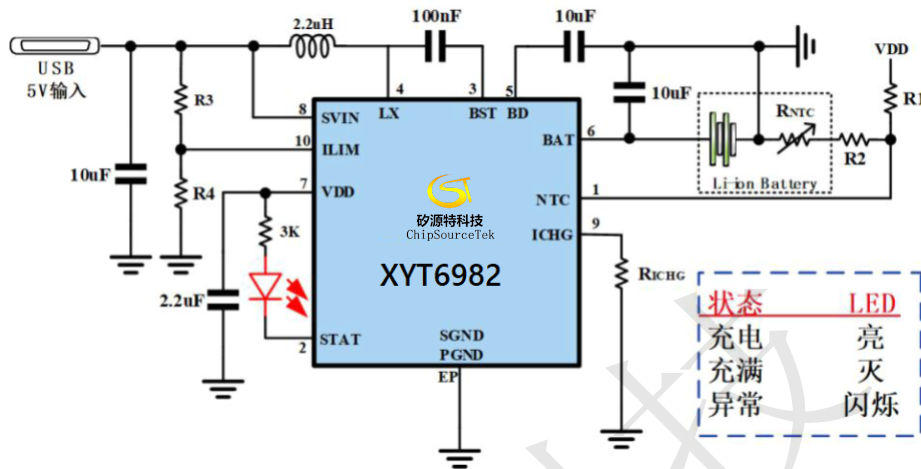 2.2uH
100nF
10uF
VDD
USB
5V输入
R3
4
3
5
10uF
R1
8
SVIN
LX
BST
BD
RNTC
10
ILIM
BAT
6
R2
10uF
R4
7
VDD
Li-ion Battery
NTC
1
3K
矽源特科技
ChipSourceTek
ICHG
9
XYT6982
RICHG
2.2uF
状态 LED
STAT
2
SGND
充电 亮
PGND
充满 灭
EP
异常 闪烁